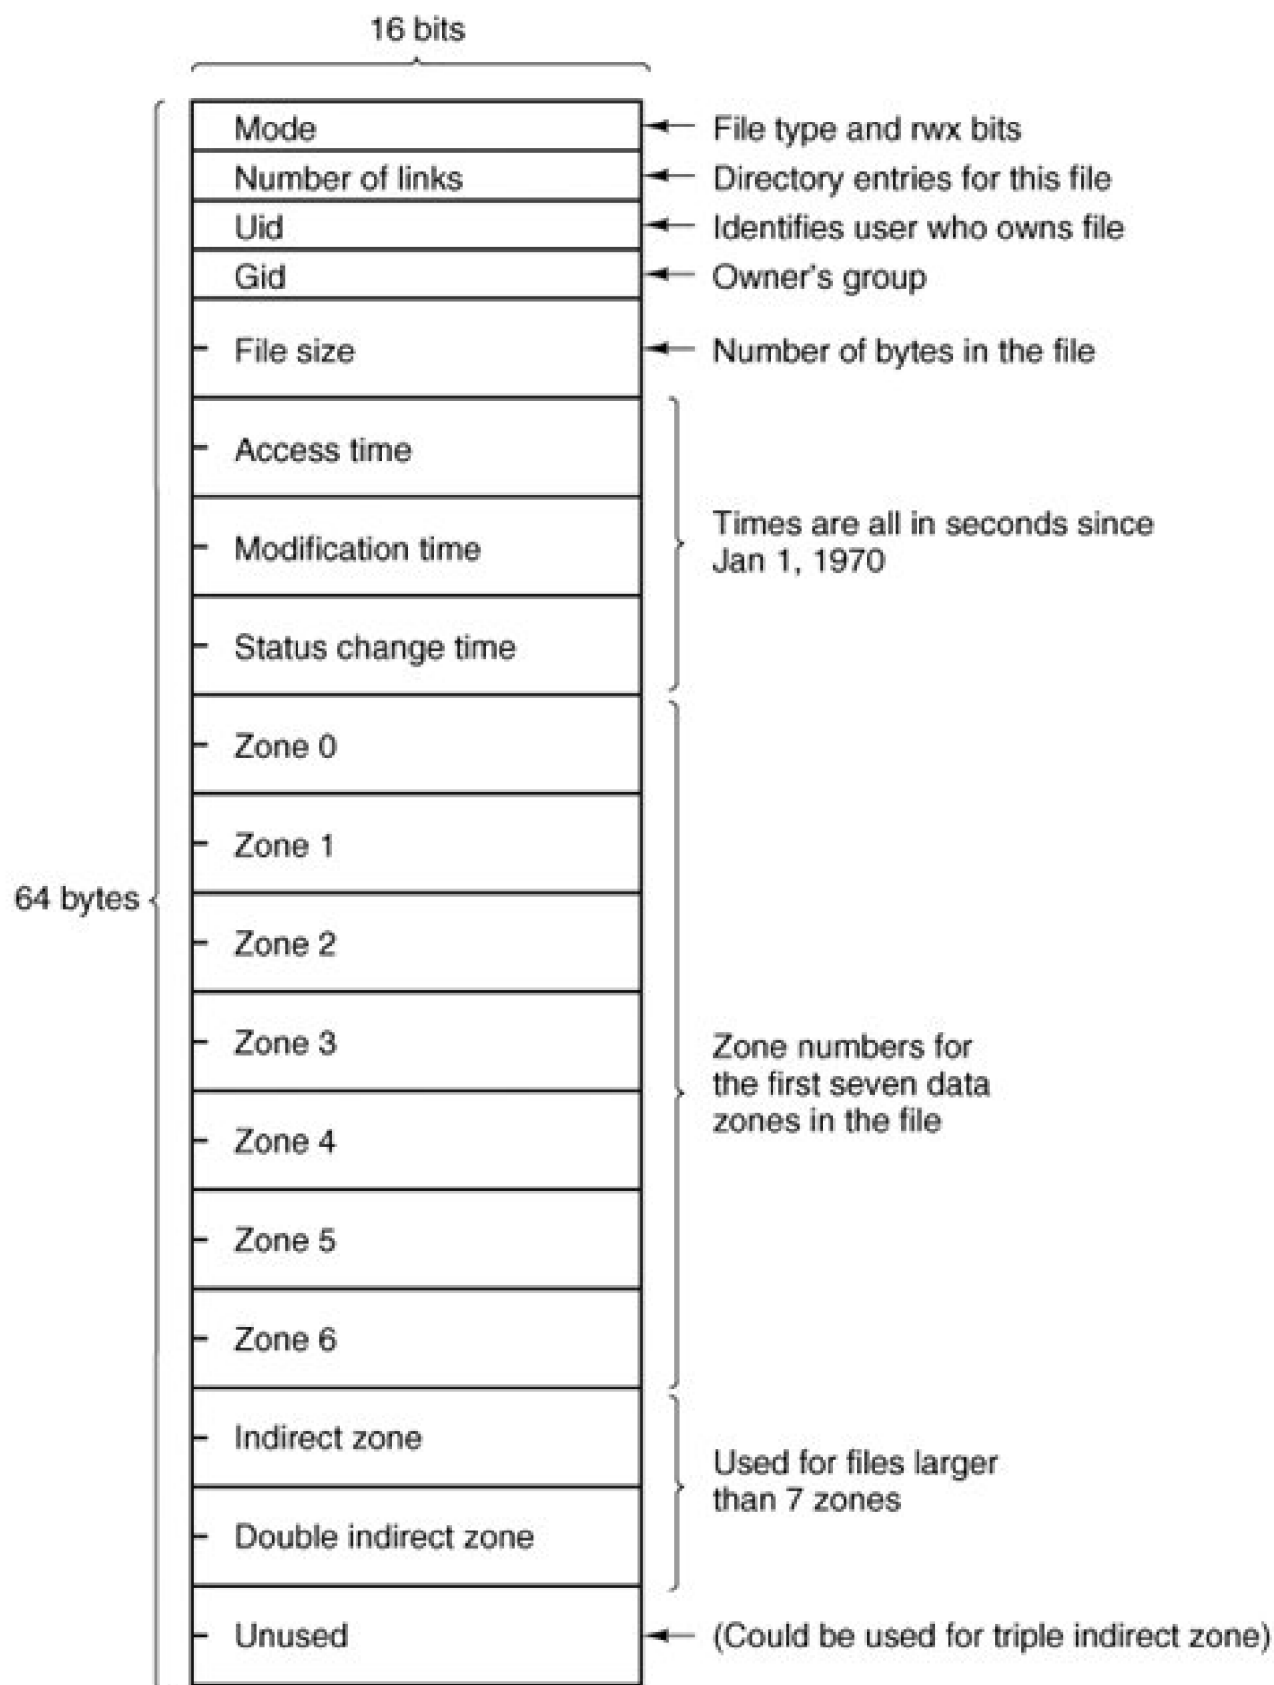 16 bits
Mode
File type and rwx bits
Number of links
Directory entries for this file
Uid
Identifies user who owns file
Gid
Owner's group
File size
Number of bytes in the file
Access time
Modification time
Times are all in seconds since
Jan 1, 1970
Status change time
Zone 0
Zone 1
64 bytes
Zone 2
Zone 3
Zone numbers for
the first seven data
zones in the file
Zone 4
Zone 5
Zone 6
Indirect zone
Used for files larger
than 7 zones
Double indirect zone
Unused
(Could be used for triple indirect zone)